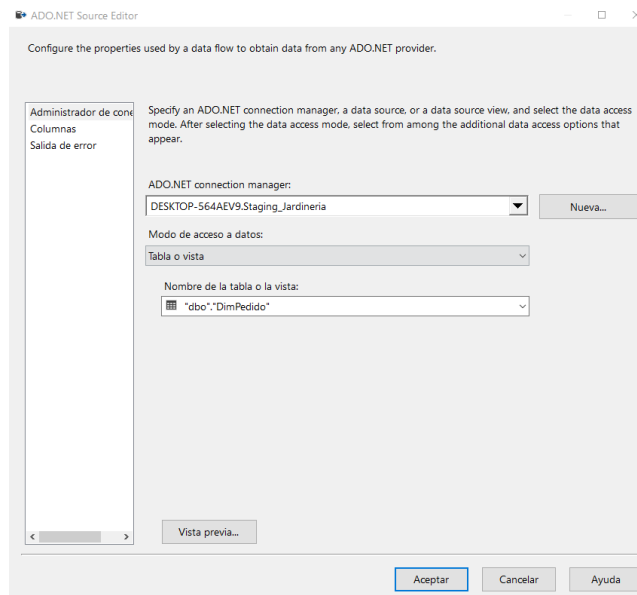 ADO.NET Source Editor
Configure the properties used by a data flow to obtain data from any ADO.NET provider.
Administrador de cone
Columnas
Salida de error
Specify an ADO.NET connection manager, a data source, or a data source view, and select the data access
mode. After selecting the data access mode, select from among the additional data access options that
appear.
ADO.NET connection manager:
DESKTOP-564AEV9.Staging_Jardineria
Nueva...
Modo de acceso a datos:
Tabla o vista
Nombre de la tabla o la vista:
"dbo"."DimPedido"
Vista previa...
Aceptar
Cancelar
Ayuda